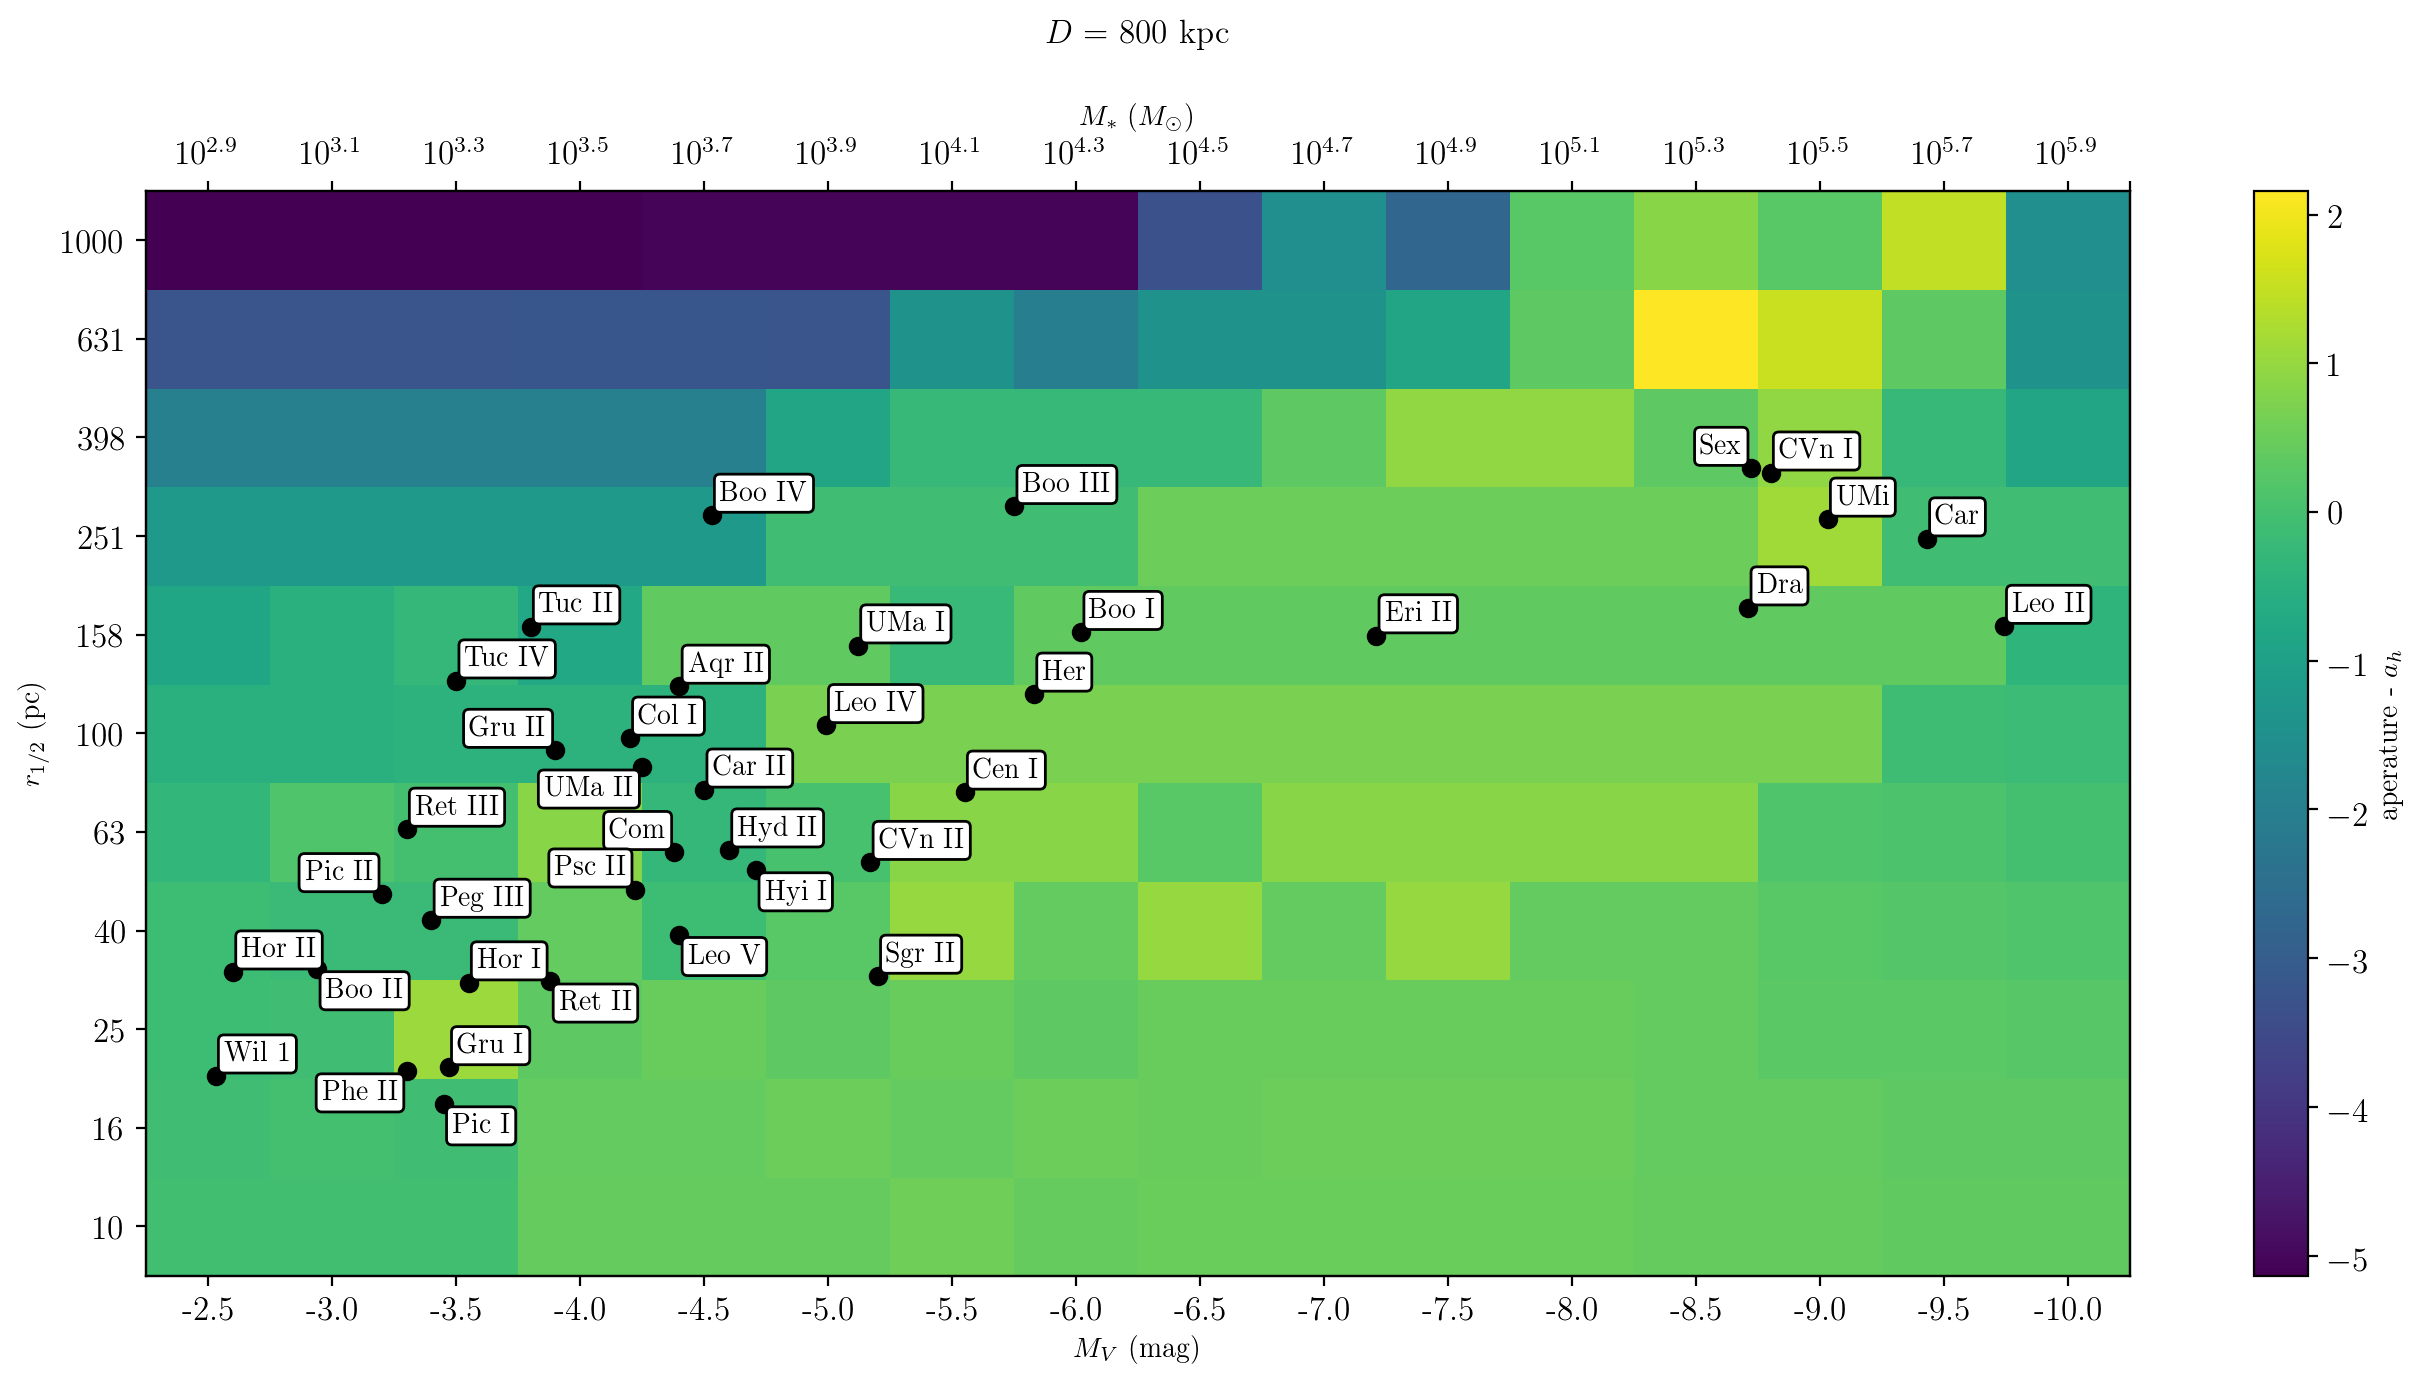 D = 800 kpc
M_* (M_⊙)
10^2.9 10^3.1 10^3.3 10^3.5 10^3.7 10^3.9 10^4.1 10^4.3 10^4.5 10^4.7 10^4.9 10^5.1 10^5.3 10^5.5 10^5.7 10^5.9
1000
631
398
251
158
100
63
40
25
16
10
r_1/2 (pc)
Sex
CVn I
Boo IV
Boo III
UMi
Car
Dra
Tuc II
Leo II
Boo I
Eri II
UMa I
Tuc IV
Aqr II
Her
Leo IV
Col I
Gru II
Car II
Cen I
UMa II
Ret III
Com
Hyd II
CVn II
Psc II
Pic II
Peg III
Hyi I
Hor II
Leo V
Sgr II
Hor I
Boo II
Ret II
Wil 1
Gru I
Phe II
Pic I
-2.5 -3.0 -3.5 -4.0 -4.5 -5.0 -5.5 -6.0 -6.5 -7.0 -7.5 -8.0 -8.5 -9.0 -9.5 -10.0
M_V (mag)
2
1
0
−1
−2
−3
−4
−5
aperature - a_h